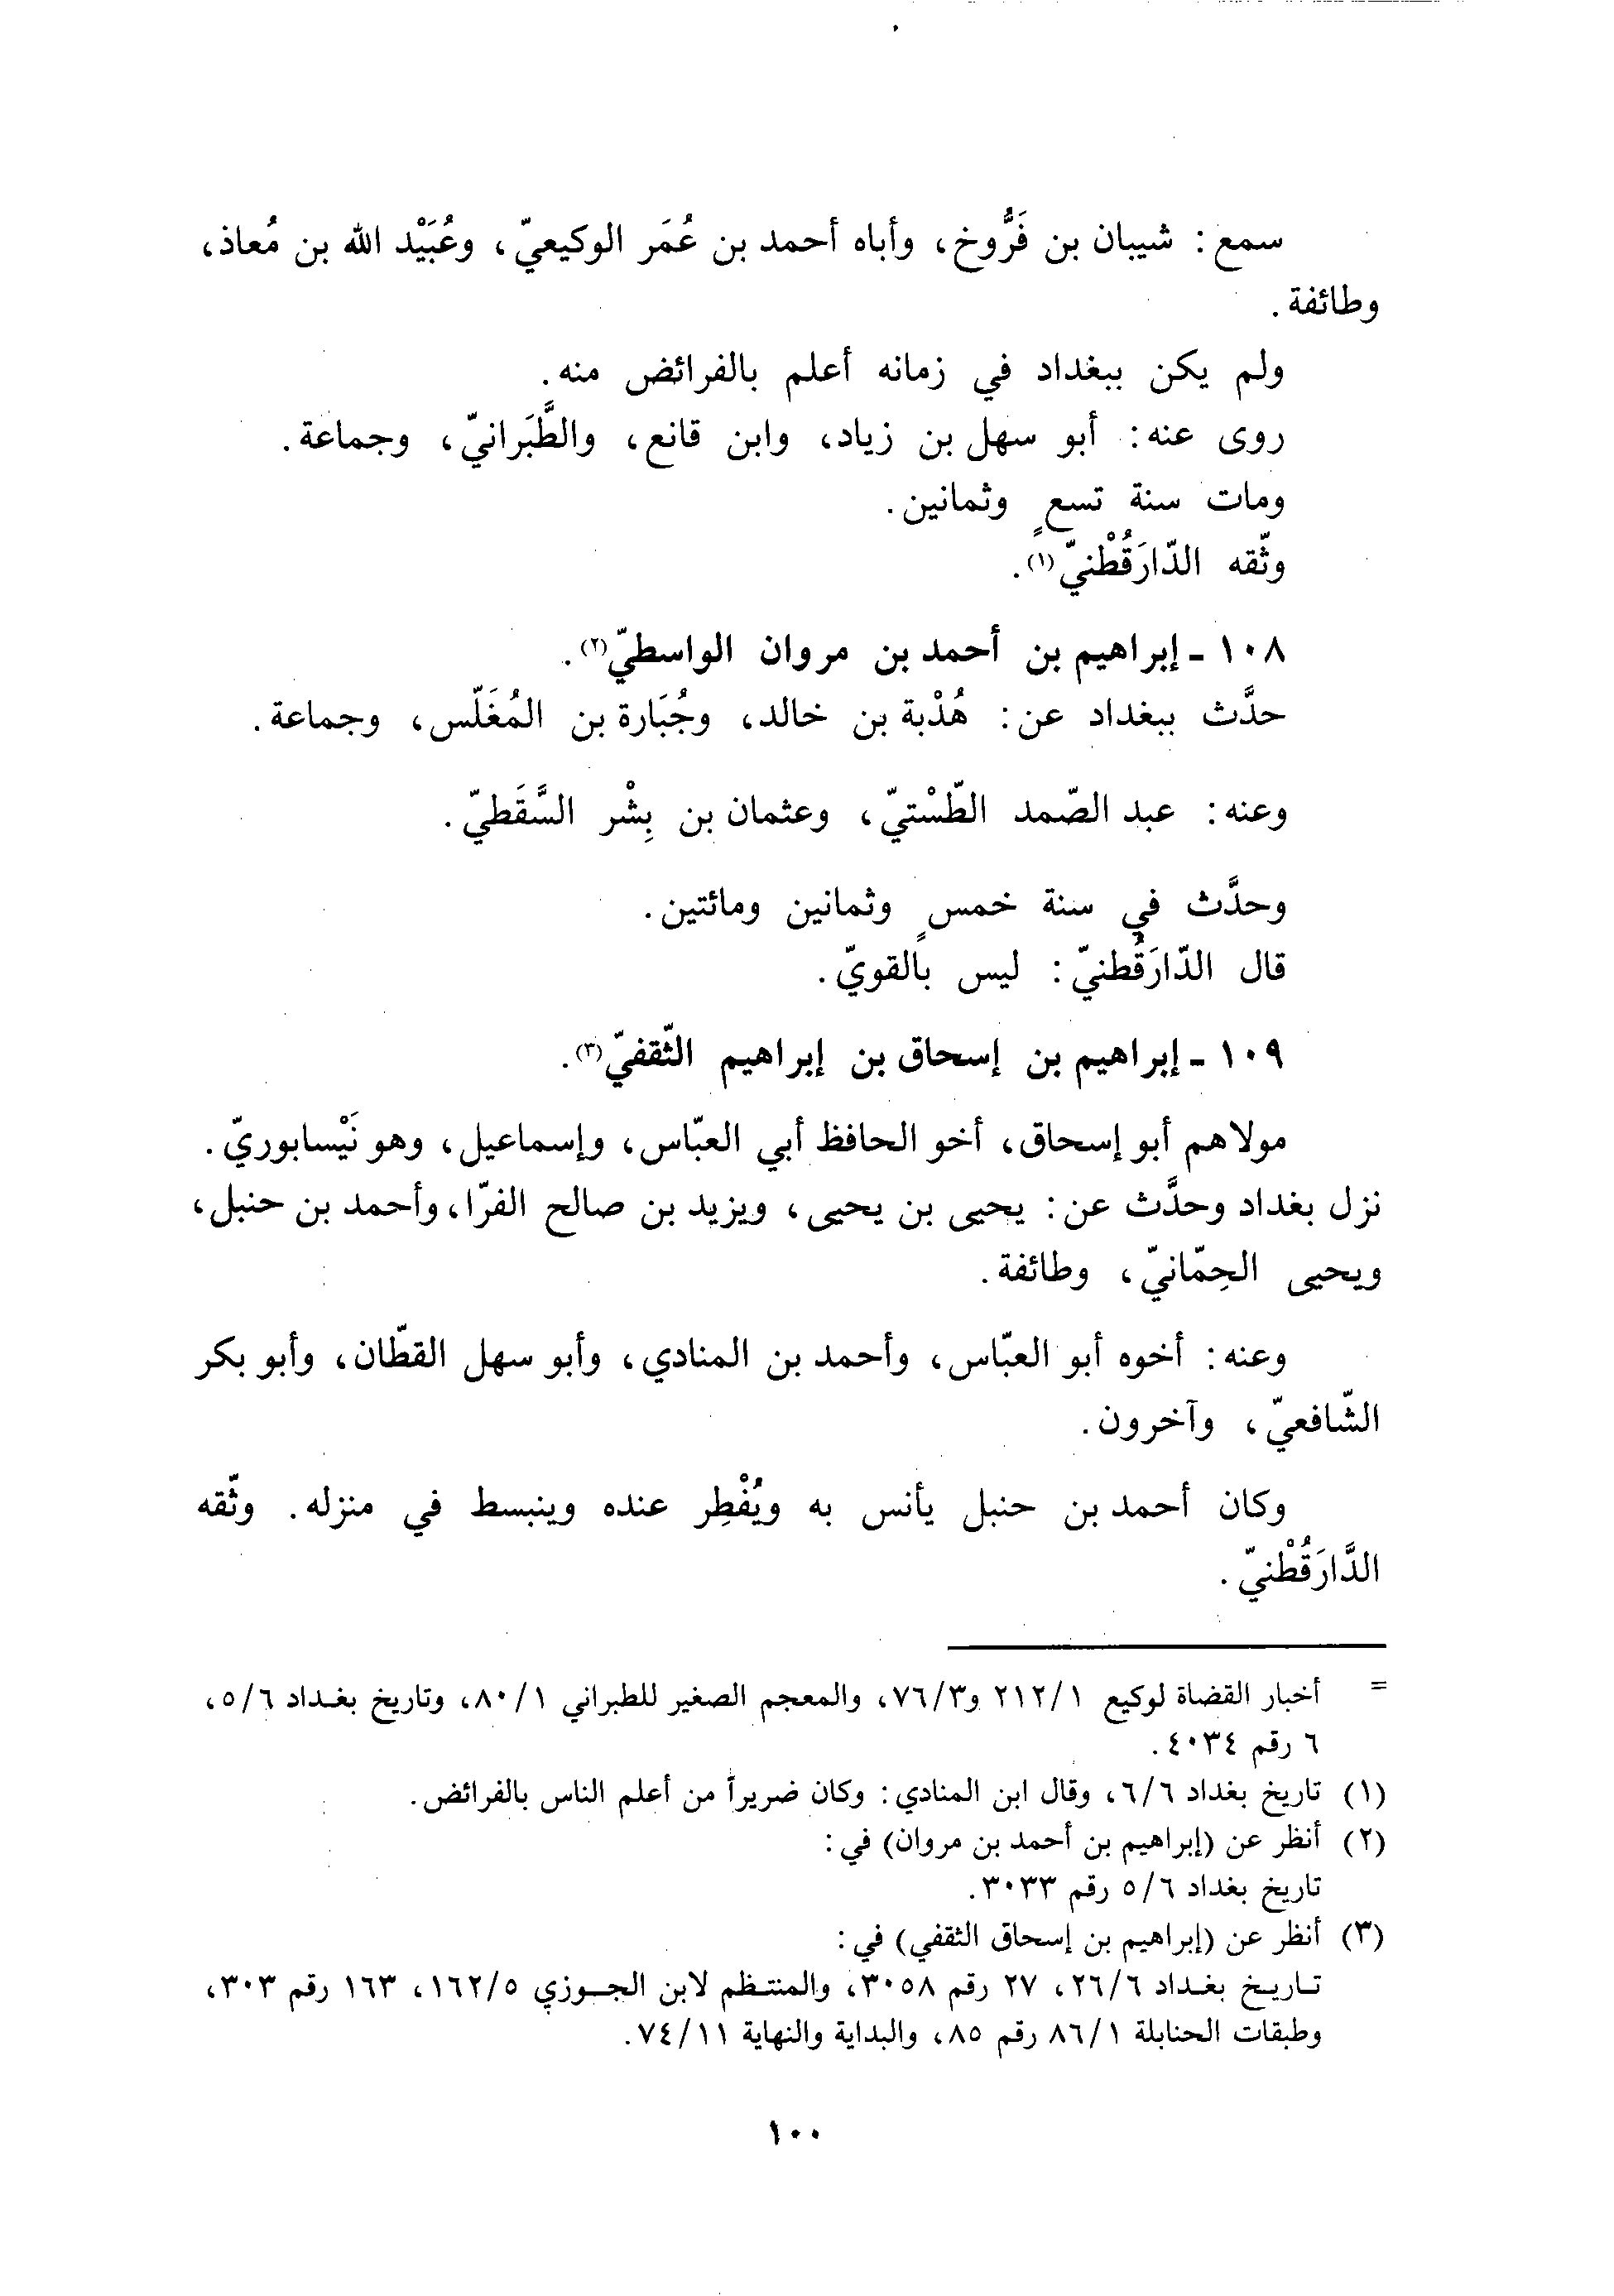 سمع: شيبان بن فَرُّوخ، وأباه أحمد بن عُمَر الوكيعيّ، وعُبَيْد الله بن مُعاذ،
وطائفة.
ولم يكن ببغداد في زمانه أعلم بالفرائض منه.
روى عنه: أبو سهل بن زياد، وابن قانع، والطَّبَرانيّ، وجماعة.
ومات سنة تسعٍ وثمانين.
وثّقه الدّارَقُطْنيّ(١).
١٠٨ - إبراهيم بن أحمد بن مروان الواسطيّ(٢).
حدَّث ببغداد عن: هُدْبة بن خالد، وجُبَارة بن المُغَلّس، وجماعة.
وعنه: عبد الصّمد الطّسْتيّ، وعثمان بن بِشْر السَّقَطيّ.
وحدَّث في سنة خمسٍ وثمانين ومائتين.
قال الدّارَقُطنيّ: ليس بالقويّ.
١٠٩ - إبراهيم بن إسحاق بن إبراهيم الثّقفيّ(٣).
مولاهم أبو إسحاق، أخو الحافظ أبي العبّاس، وإسماعيل، وهو نَيْسابوريّ.
نزل بغداد وحدَّث عن: يحيى بن يحيى، ويزيد بن صالح الفرّا، وأحمد بن حنبل،
ويحيى الحِمّانيّ، وطائفة.
وعنه: أخوه أبو العبّاس، وأحمد بن المنادي، وأبو سهل القطّان، وأبو بكر
الشّافعيّ، وآخرون.
وكان أحمد بن حنبل يأنس به ويُفْطِر عنده وينبسط في منزله. وثّقه
الدَّارَقُطْنيّ.
= أخبار القضاة لوكيع ٢١٢/١ و٧٦/٣، والمعجم الصغير للطبراني ٨٠/١، وتاريخ بغداد ٥/٦،
٦ رقم ٤٠٣٤.
(١) تاريخ بغداد ٦/٦، وقال ابن المنادي: وكان ضريراً من أعلم الناس بالفرائض.
(٢) أنظر عن (إبراهيم بن أحمد بن مروان) في:
تاريخ بغداد ٥/٦ رقم ٣٠٣٣.
(٣) أنظر عن (إبراهيم بن إسحاق الثقفي) في:
تاريخ بغداد ٢٦/٦، ٢٧ رقم ٣٠٥٨، والمنتظم لابن الجوزي ١٦٢/٥، ١٦٣ رقم ٣٠٣،
وطبقات الحنابلة ٨٦/١ رقم ٨٥، والبداية والنهاية ٧٤/١١.
١٠٠